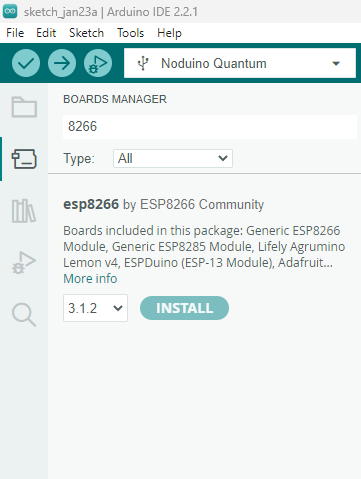 sketch_jan23a | Arduino IDE 2.2.1
File Edit Sketch Tools Help
Noduino Quantum
BOARDS MANAGER
8266
Type: All
esp8266 by ESP8266 Community
Boards included in this package: Generic ESP8266
Module, Generic ESP8285 Module, Lifely Agrumino
Lemon v4, ESPDuino (ESP-13 Module), Adafruit...
More info
3.1.2 INSTALL